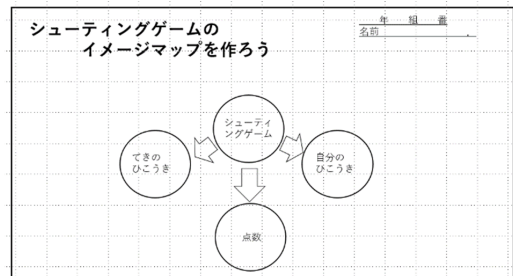 シューティングゲームの
イメージマップを作ろう
年 組 番
名前
シューティ
ングゲーム
てきの
ひこうき
自分の
ひこうき
点数